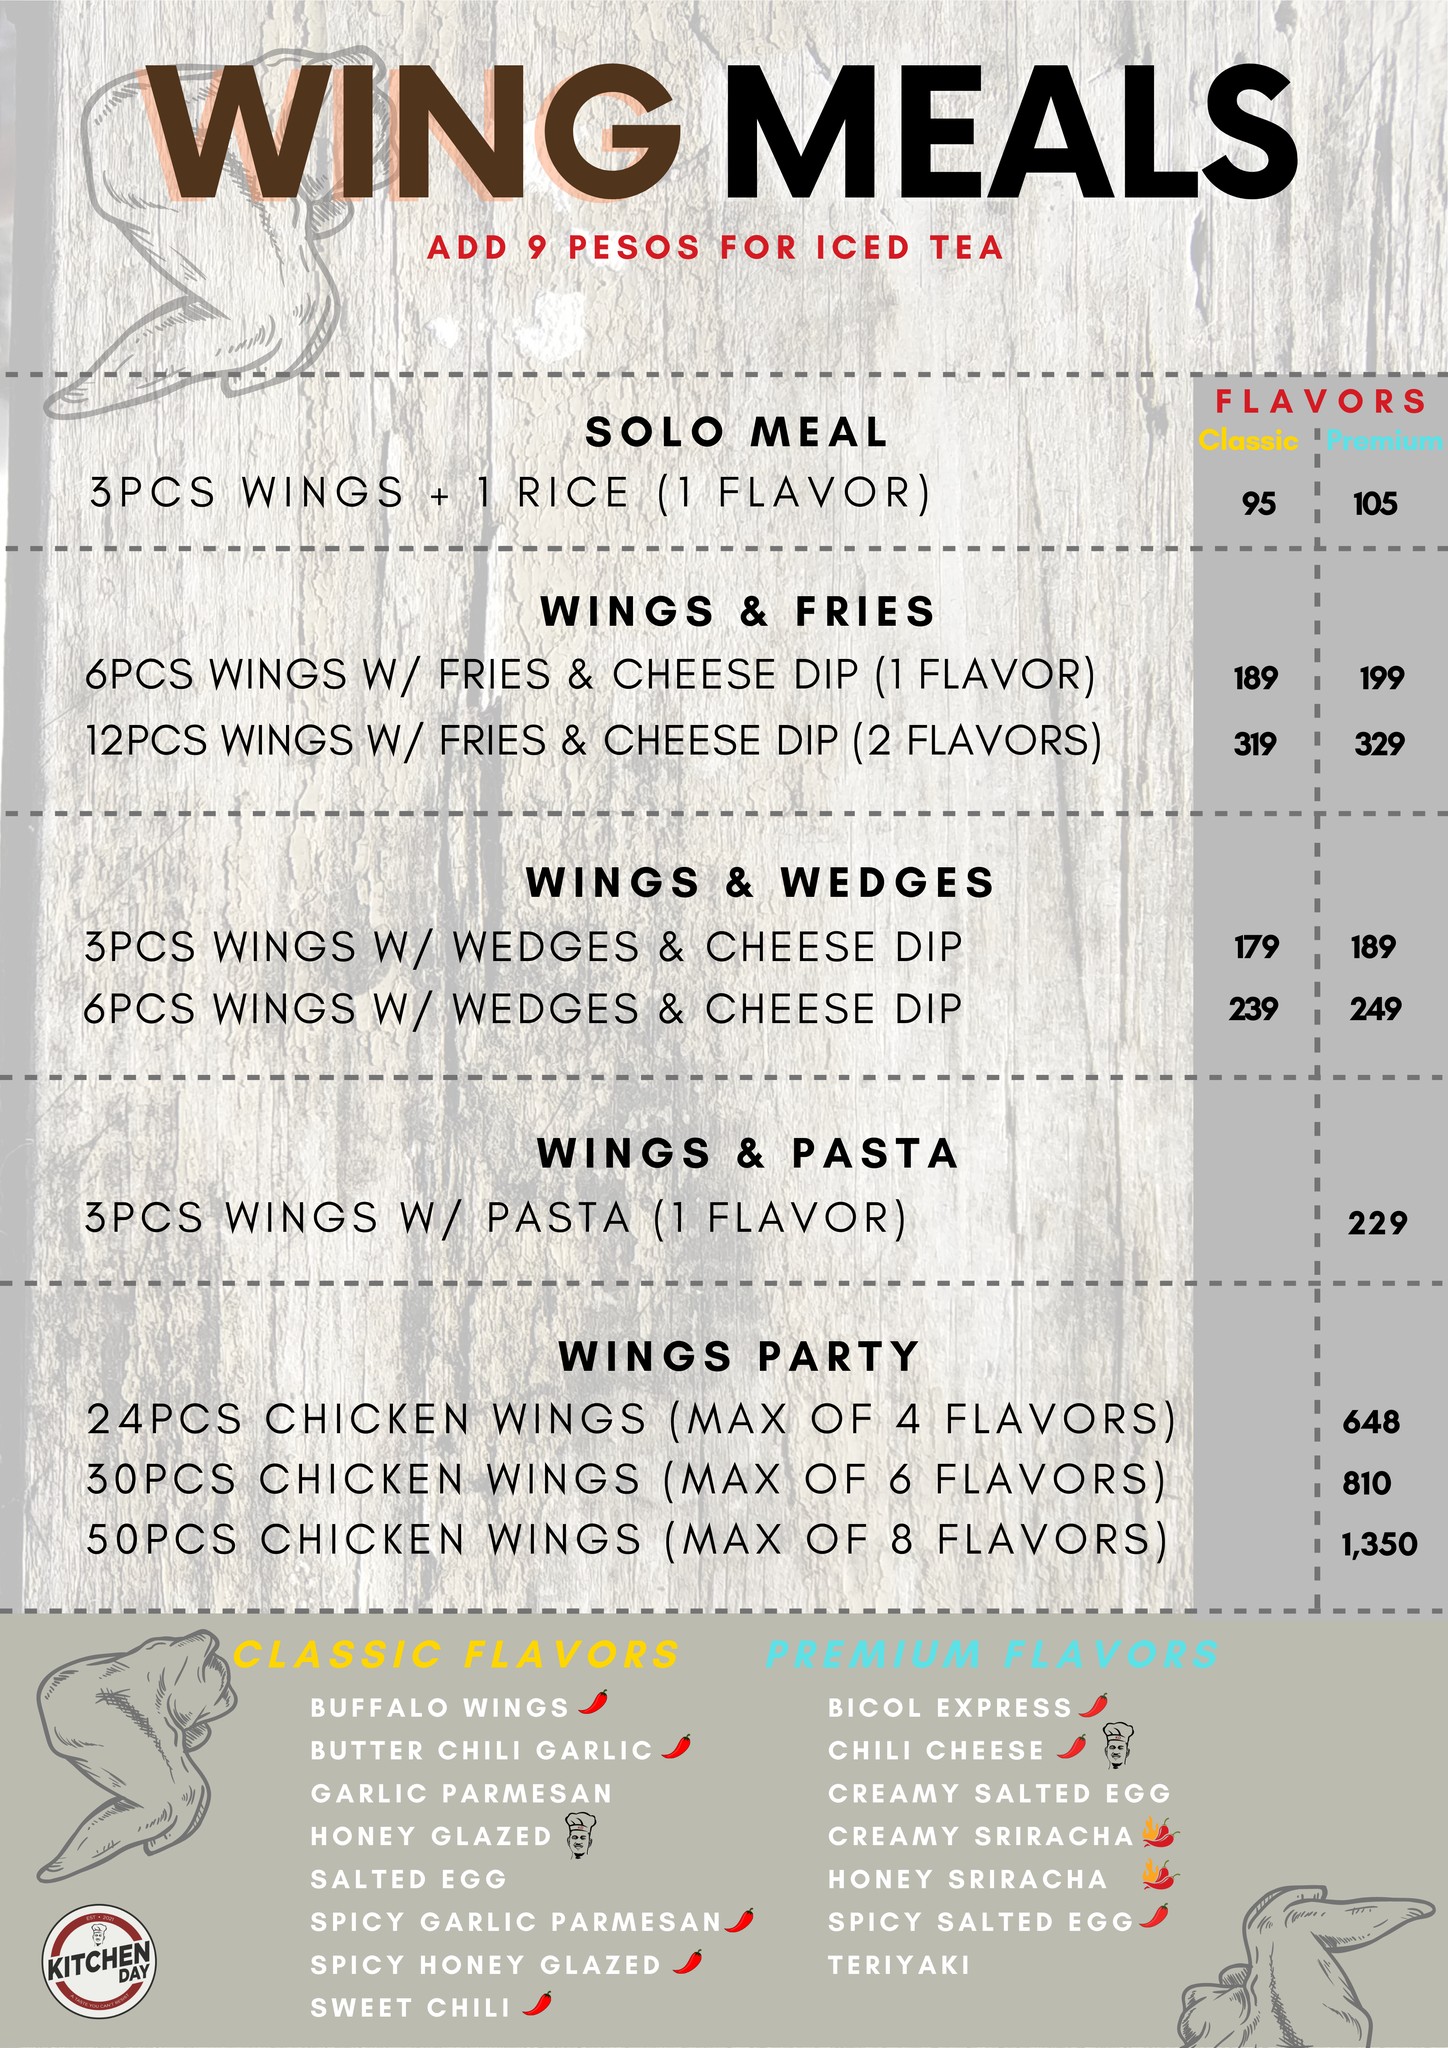 WING MEALS
ADD 9 PESOS FOR ICED TEA
FLAVORS
Classic Premium
SOLO MEAL
3PCS WINGS + 1 RICE (1 FLAVOR) 95 105
WINGS & FRIES
6PCS WINGS W/ FRIES & CHEESE DIP (1 FLAVOR) 189 199
12PCS WINGS W/ FRIES & CHEESE DIP (2 FLAVORS) 319 329
WINGS & WEDGES
3PCS WINGS W/ WEDGES & CHEESE DIP 179 189
6PCS WINGS W/ WEDGES & CHEESE DIP 239 249
WINGS & PASTA
3PCS WINGS W/ PASTA (1 FLAVOR) 229
WINGS PARTY
24PCS CHICKEN WINGS (MAX OF 4 FLAVORS) 648
30PCS CHICKEN WINGS (MAX OF 6 FLAVORS) 810
50PCS CHICKEN WINGS (MAX OF 8 FLAVORS) 1,350
CLASSIC FLAVORS
BUFFALO WINGS
BUTTER CHILI GARLIC
GARLIC PARMESAN
HONEY GLAZED
SALTED EGG
SPICY GARLIC PARMESAN
SPICY HONEY GLAZED
SWEET CHILI
PREMIUM FLAVORS
BICOL EXPRESS
CHILI CHEESE
CREAMY SALTED EGG
CREAMY SRIRACHA
HONEY SRIRACHA
SPICY SALTED EGG
TERIYAKI
EST • 2021
KITCHEN
DAY